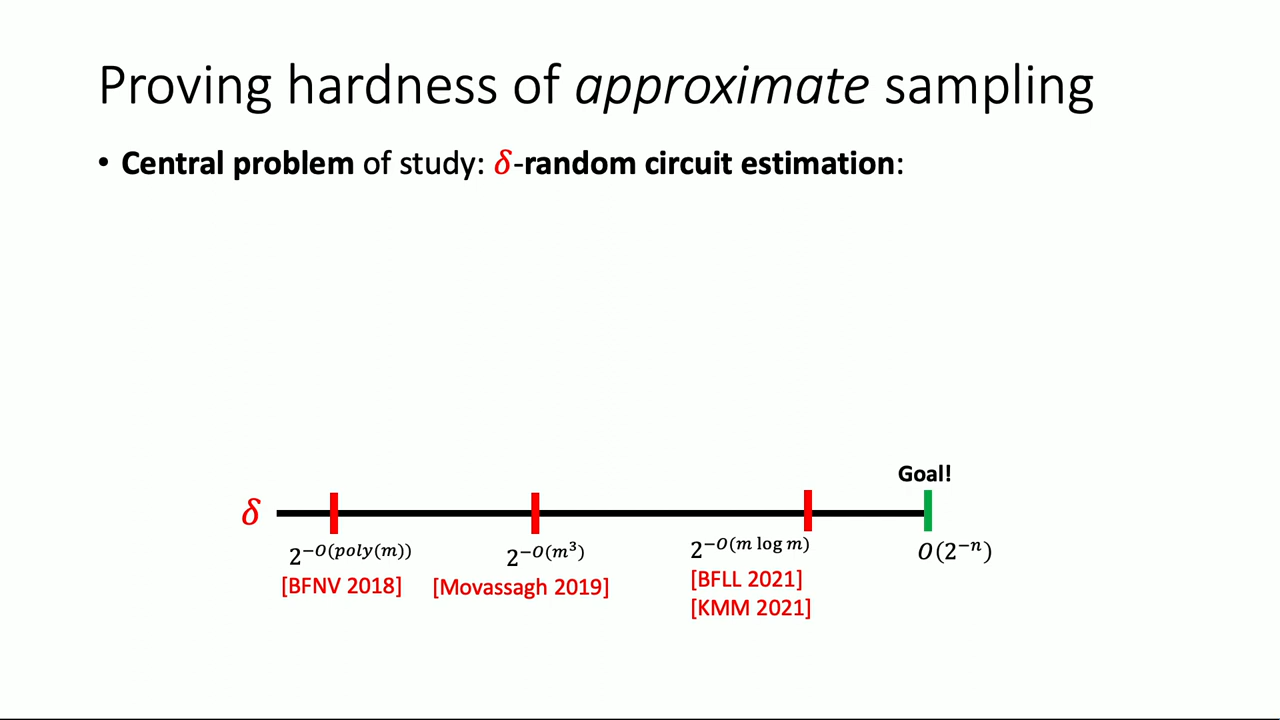 Proving hardness of approximate sampling
• Central problem of study: δ-random circuit estimation:
Goal!
δ
2^{-O(poly(m))} 2^{-O(m^3)} 2^{-O(m log m)} O(2^{-n})
[BFNV 2018] [Movassagh 2019] [BFLL 2021]
[KMM 2021]